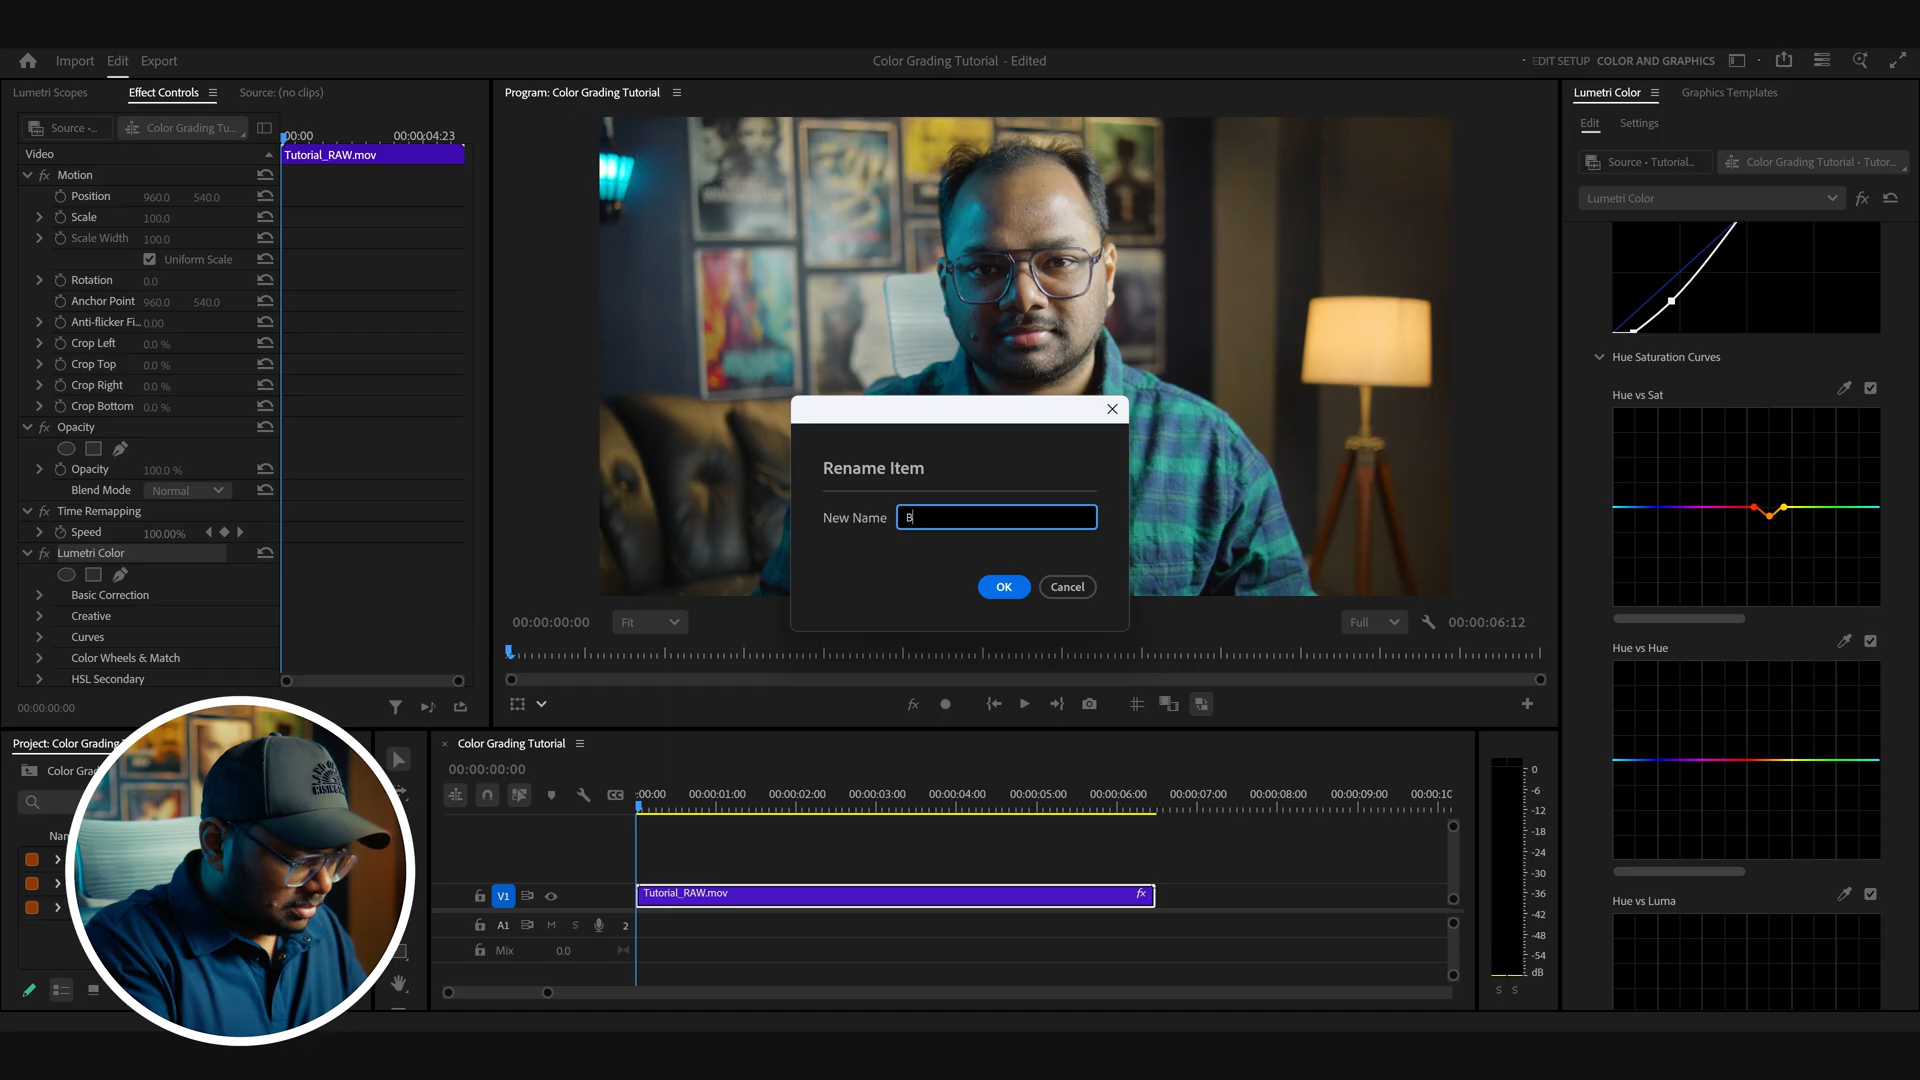 Import Edit Export
Color Grading Tutorial - Edited
EDIT SETUP COLOR AND GRAPHICS
Lumetri Scopes Effect Controls Source: (no clips)
Source •... Color Grading Tu...
:00:00 00:00:04:23
Video
Tutorial_RAW.mov
fx Motion
Position 960.0 540.0
Scale 100.0
Scale Width 100.0
Uniform Scale
Rotation 0.0
Anchor Point 960.0 540.0
Anti-flicker Fi... 0.00
Crop Left 0.0 %
Crop Top 0.0 %
Crop Right 0.0 %
Crop Bottom 0.0 %
fx Opacity
Opacity 100.0 %
Blend Mode Normal
Time Remapping
Speed 100.00%
fx Lumetri Color
Basic Correction
Creative
Curves
Color Wheels & Match
HSL Secondary
00:00:00:00
Program: Color Grading Tutorial
Rename Item
New Name B
OK Cancel
00:00:00:00 Fit Full 00:00:06:12
fx
Lumetri Color Graphics Templates
Edit Settings
Source • Tutorial... Color Grading Tutorial • Tutor...
Lumetri Color fx
Hue Saturation Curves
Hue vs Sat
Hue vs Hue
Hue vs Luma
Project: Color Grading
Color Grad
Nam
Color Grading Tutorial
00:00:00:00
:00:00 00:00:01:00 00:00:02:00 00:00:03:00 00:00:04:00 00:00:05:00 00:00:06:00 00:00:07:00 00:00:08:00 00:00:09:00 00:00:10
V1
Tutorial_RAW.mov fx
A1 M S 2
Mix 0.0
0
-6
-12
-18
-24
-30
-36
-42
-48
-54
dB
S S